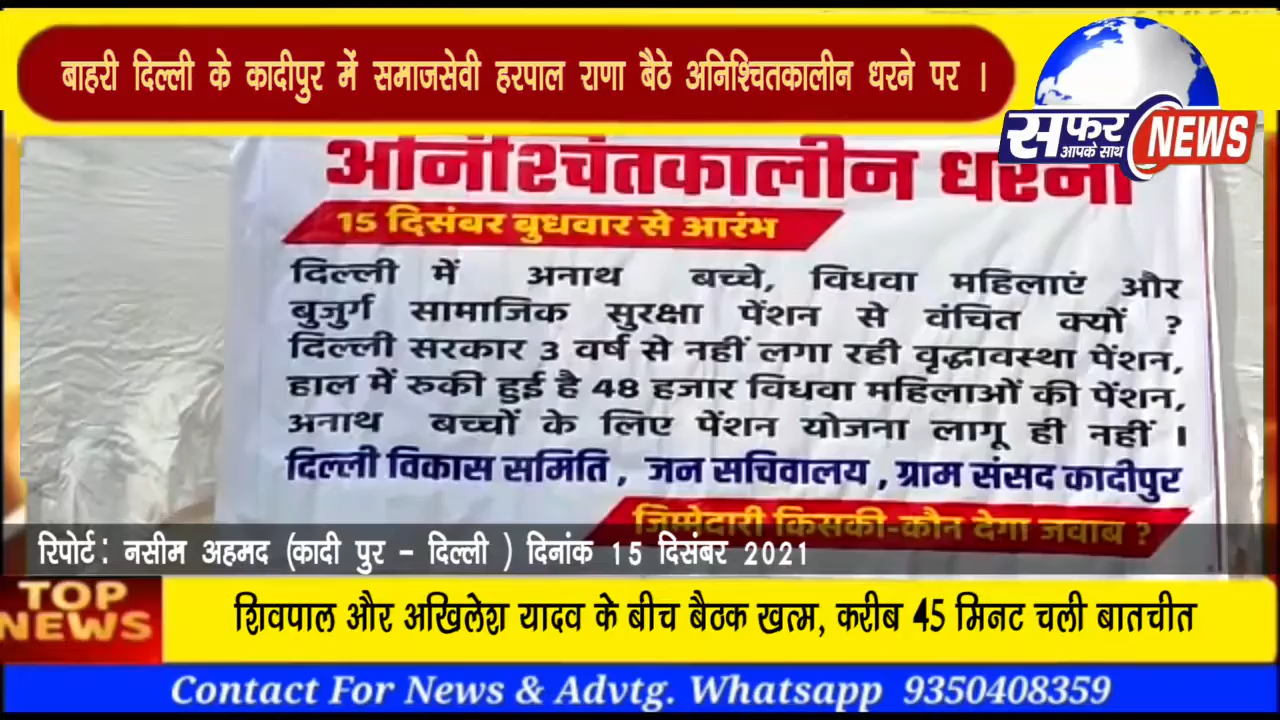 बाहरी दिल्ली के कादीपुर में समाजसेवी हरपाल राणा बैठे अनिश्चितकालीन धरने पर ।
सफर
आपके साथ
NEWS
अनिश्चितकालीन धरना
15 दिसंबर बुधवार से आरंभ
दिल्ली में अनाथ बच्चे, विधवा महिलाएं और
बुजुर्ग सामाजिक सुरक्षा पेंशन से वंचित क्यों ?
दिल्ली सरकार 3 वर्ष से नहीं लगा रही वृद्धावस्था पेंशन,
हाल में रुकी हुई है 48 हजार विधवा महिलाओं की पेंशन,
अनाथ बच्चों के लिए पेंशन योजना लागू ही नहीं ।
दिल्ली विकास समिति , जन सचिवालय , ग्राम संसद कादीपुर
जिम्मेदारी किसकी-कौन देगा जवाब ?
रिपोर्ट: नसीम अहमद (कादी पुर - दिल्ली ) दिनांक 15 दिसंबर 2021
TOP
NEWS
शिवपाल और अखिलेश यादव के बीच बैठक खत्म, करीब 45 मिनट चली बातचीत
Contact For News & Advtg. Whatsapp 9350408359